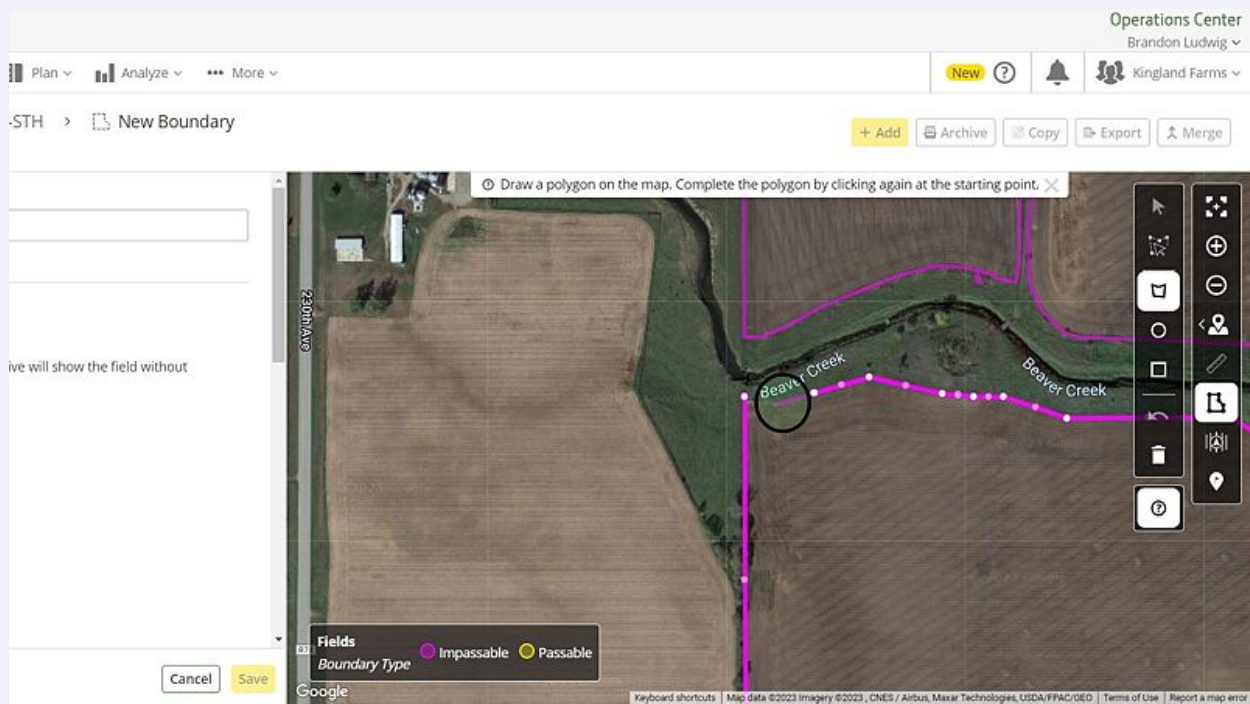 Operations Center
Brandon Ludwig
Plan
Analyze
More
New
Kingland Farms
-STH > New Boundary
+ Add
Archive
Copy
Export
Merge
Draw a polygon on the map. Complete the polygon by clicking again at the starting point.
230th Ave
ive will show the field without
Beaver Creek
Beaver Creek
Fields
Boundary Type
Impassable
Passable
Cancel
Save
Google
Keyboard shortcuts
Map data ©2023 Imagery ©2023 , CNES / Airbus, Maxar Technologies, USDA/FPAC/GEO
Terms of Use
Report a map error